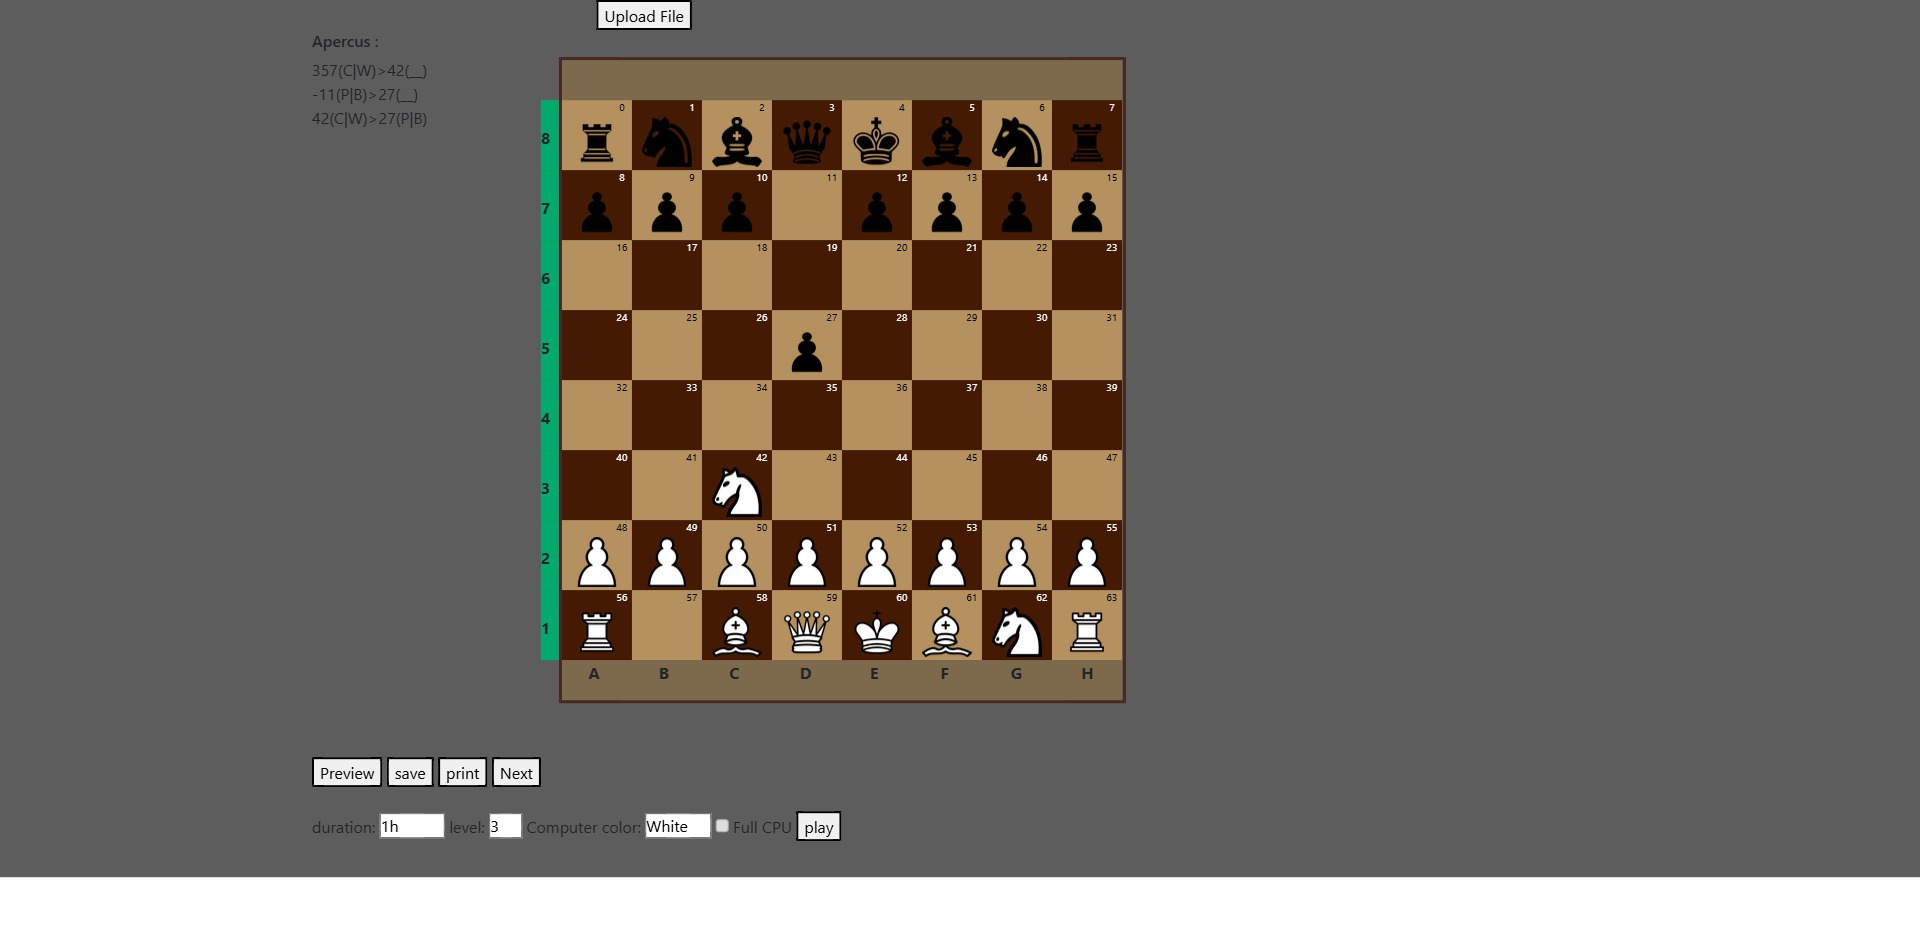 Upload File
Apercus :
357(C|W)>42(__)
-11(P|B)>27(__)
42(C|W)>27(P|B)
0 1 2 3 4 5 6 7
8
8 9 10 11 12 13 14 15
7
16 17 18 19 20 21 22 23
6
24 25 26 27 28 29 30 31
5
32 33 34 35 36 37 38 39
4
40 41 42 43 44 45 46 47
3
48 49 50 51 52 53 54 55
2
56 57 58 59 60 61 62 63
1
A B C D E F G H
Preview save print Next
duration: 1h level: 3 Computer color: White Full CPU play